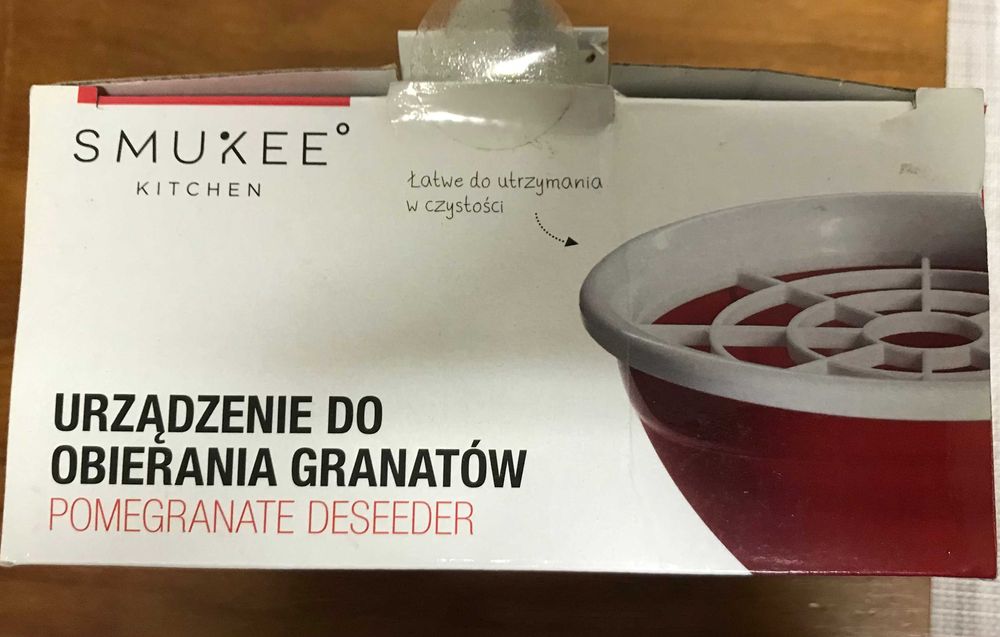 SMUKEE°
KITCHEN
Łatwe do utrzymania
w czystości
URZĄDZENIE DO
OBIERANIA GRANATÓW
POMEGRANATE DESEEDER